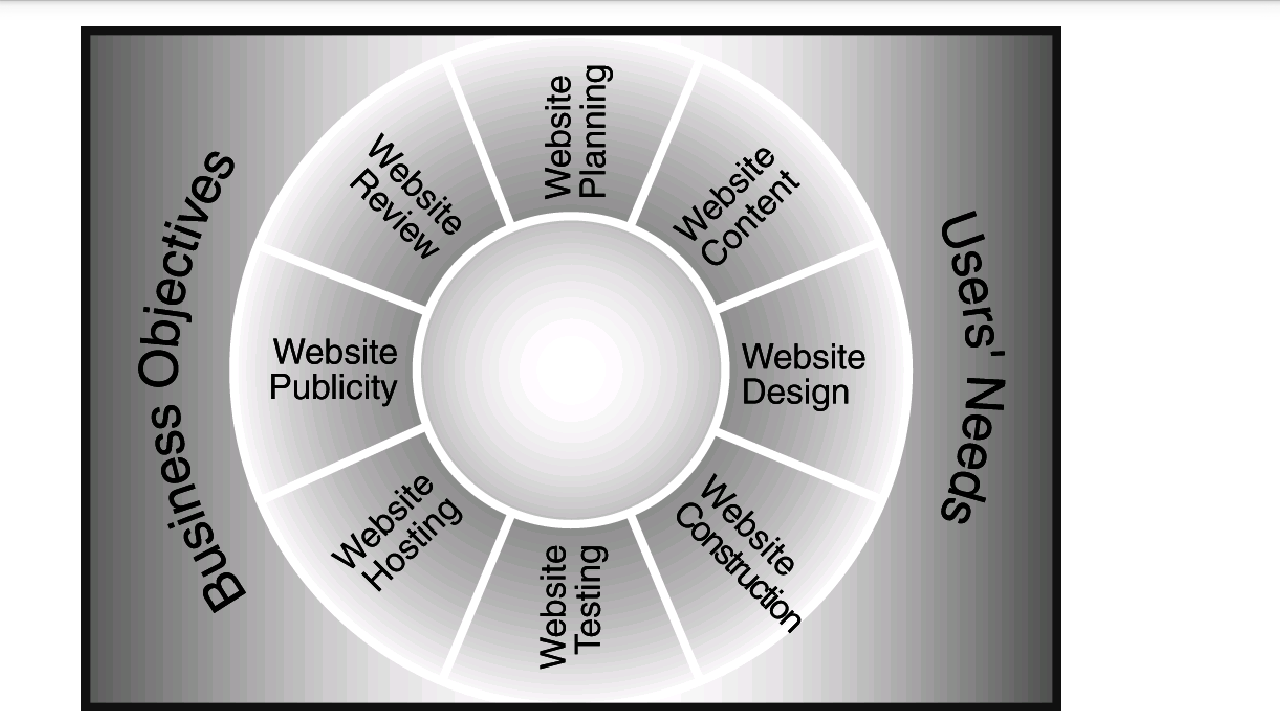 Business Objectives
Website
Planning
Website
Content
Website
Design
Website
Construction
Website
Testing
Website
Hosting
Website
Publicity
Website
Review
Users' Needs